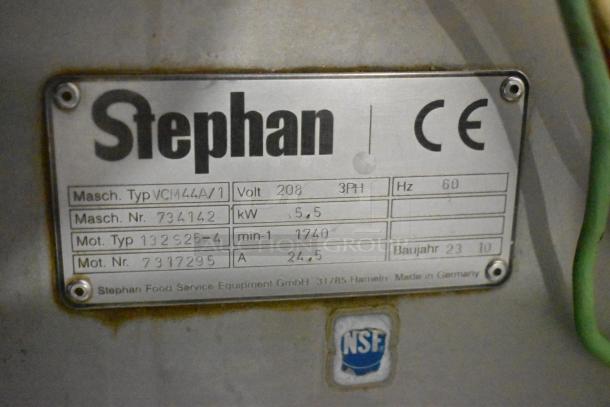 Stephan CE
Masch. Typ VCM44A/1 Volt 208 3PH Hz 60
Masch. Nr. 734142 kW 5,5
Mot. Typ 132S2S-4 min-1 1740
Mot. Nr. 7317295 A 24,5 Baujahr 23 10
Stephan Food Service Equipment GmbH 31785 Hameln Made in Germany
NSF